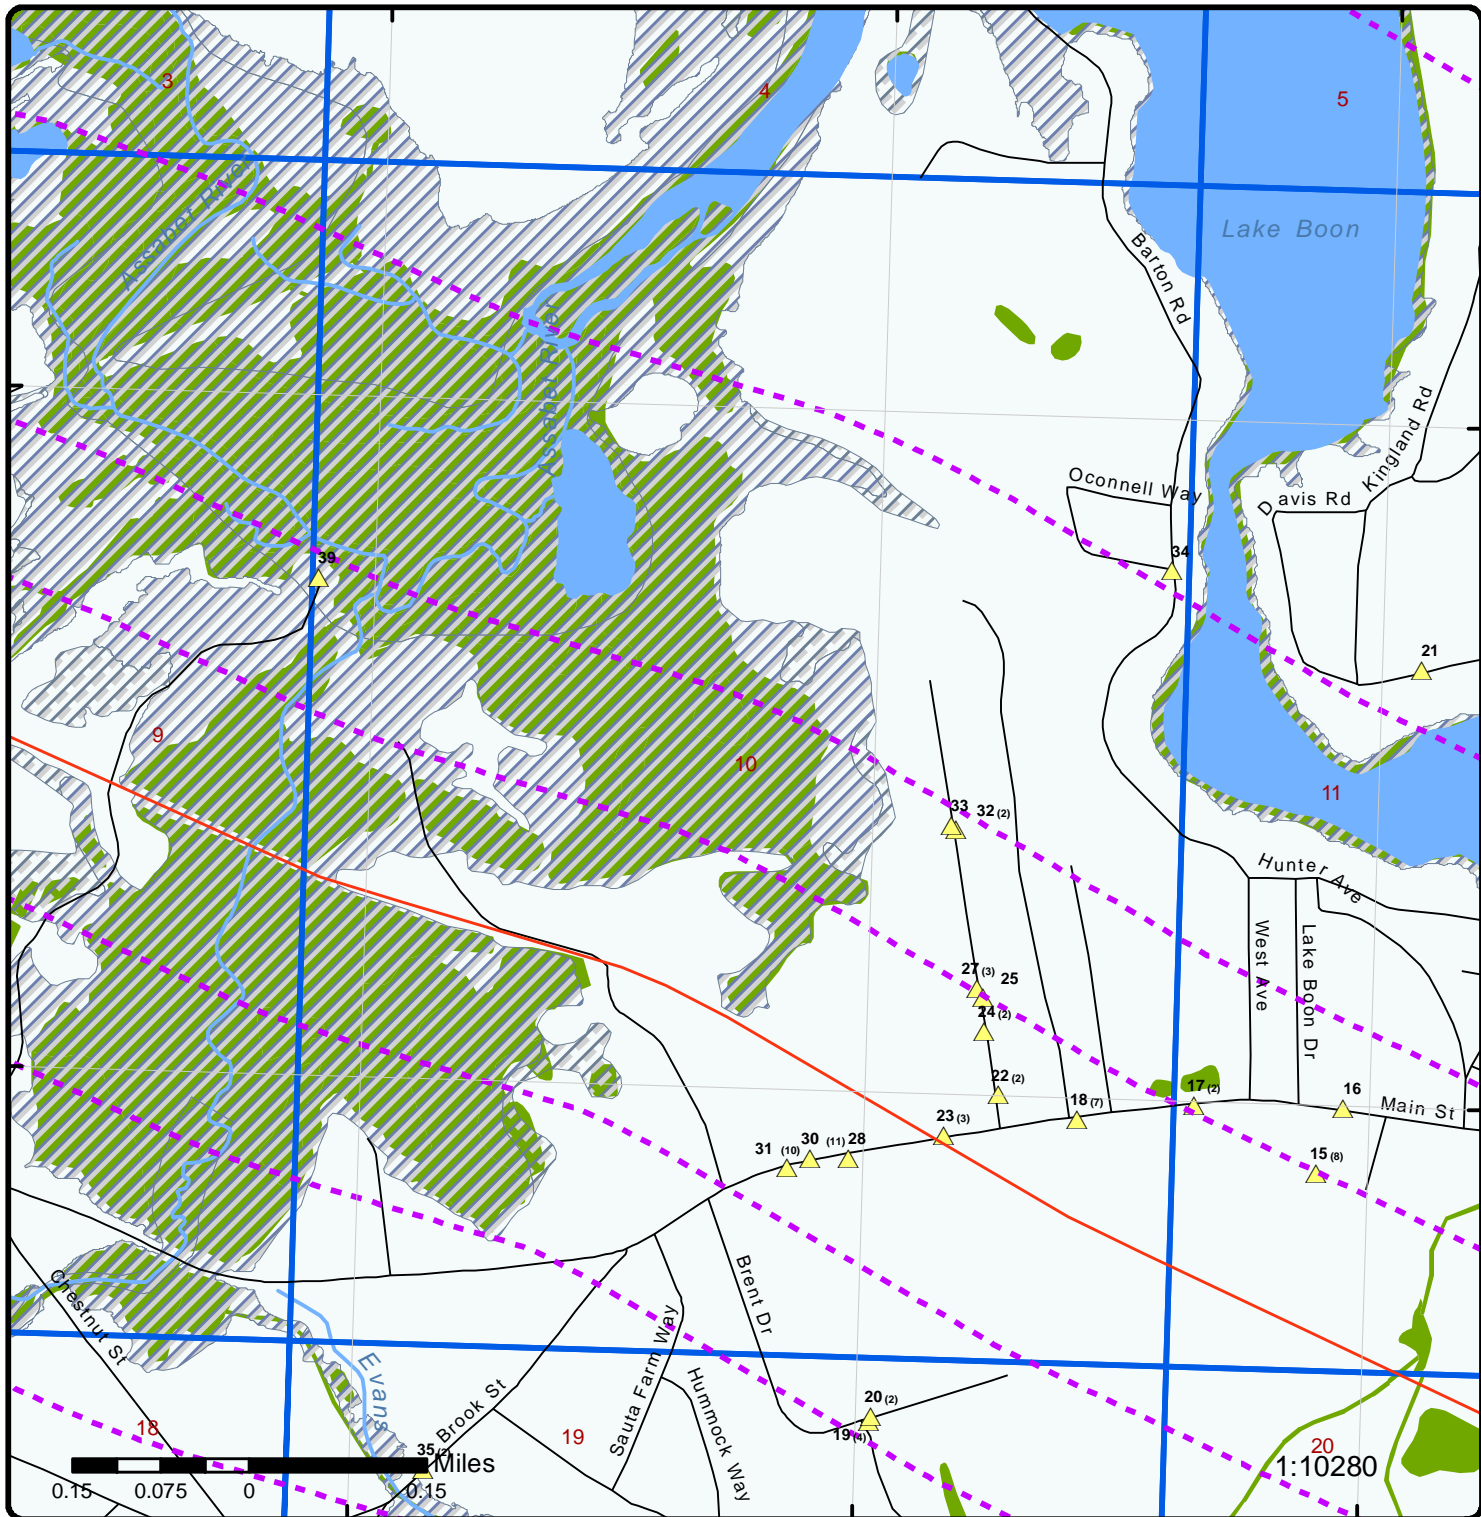 3
4
5
Assabet River
Lake Boon
Barton Rd
Assabet River
Kingland Rd
Oconnell Way
Davis Rd
39
34
21
9
10
11
33 32 (2)
Hunter Ave
West Ave
Lake Boon Dr
27 (3) 25
24 (2)
22 (2)
18 (7)
17 (2)
16
Main St
23 (3)
31 (10) 30 (11) 28
15 (8)
Chestnut St
Brent Dr
Sauta Farm Way
Evans
Hummock Way
Brook St
20 (2)
19 (4)
18
19
20
35 (2)
Miles
1:10280
0.15 0.075 0 0.15